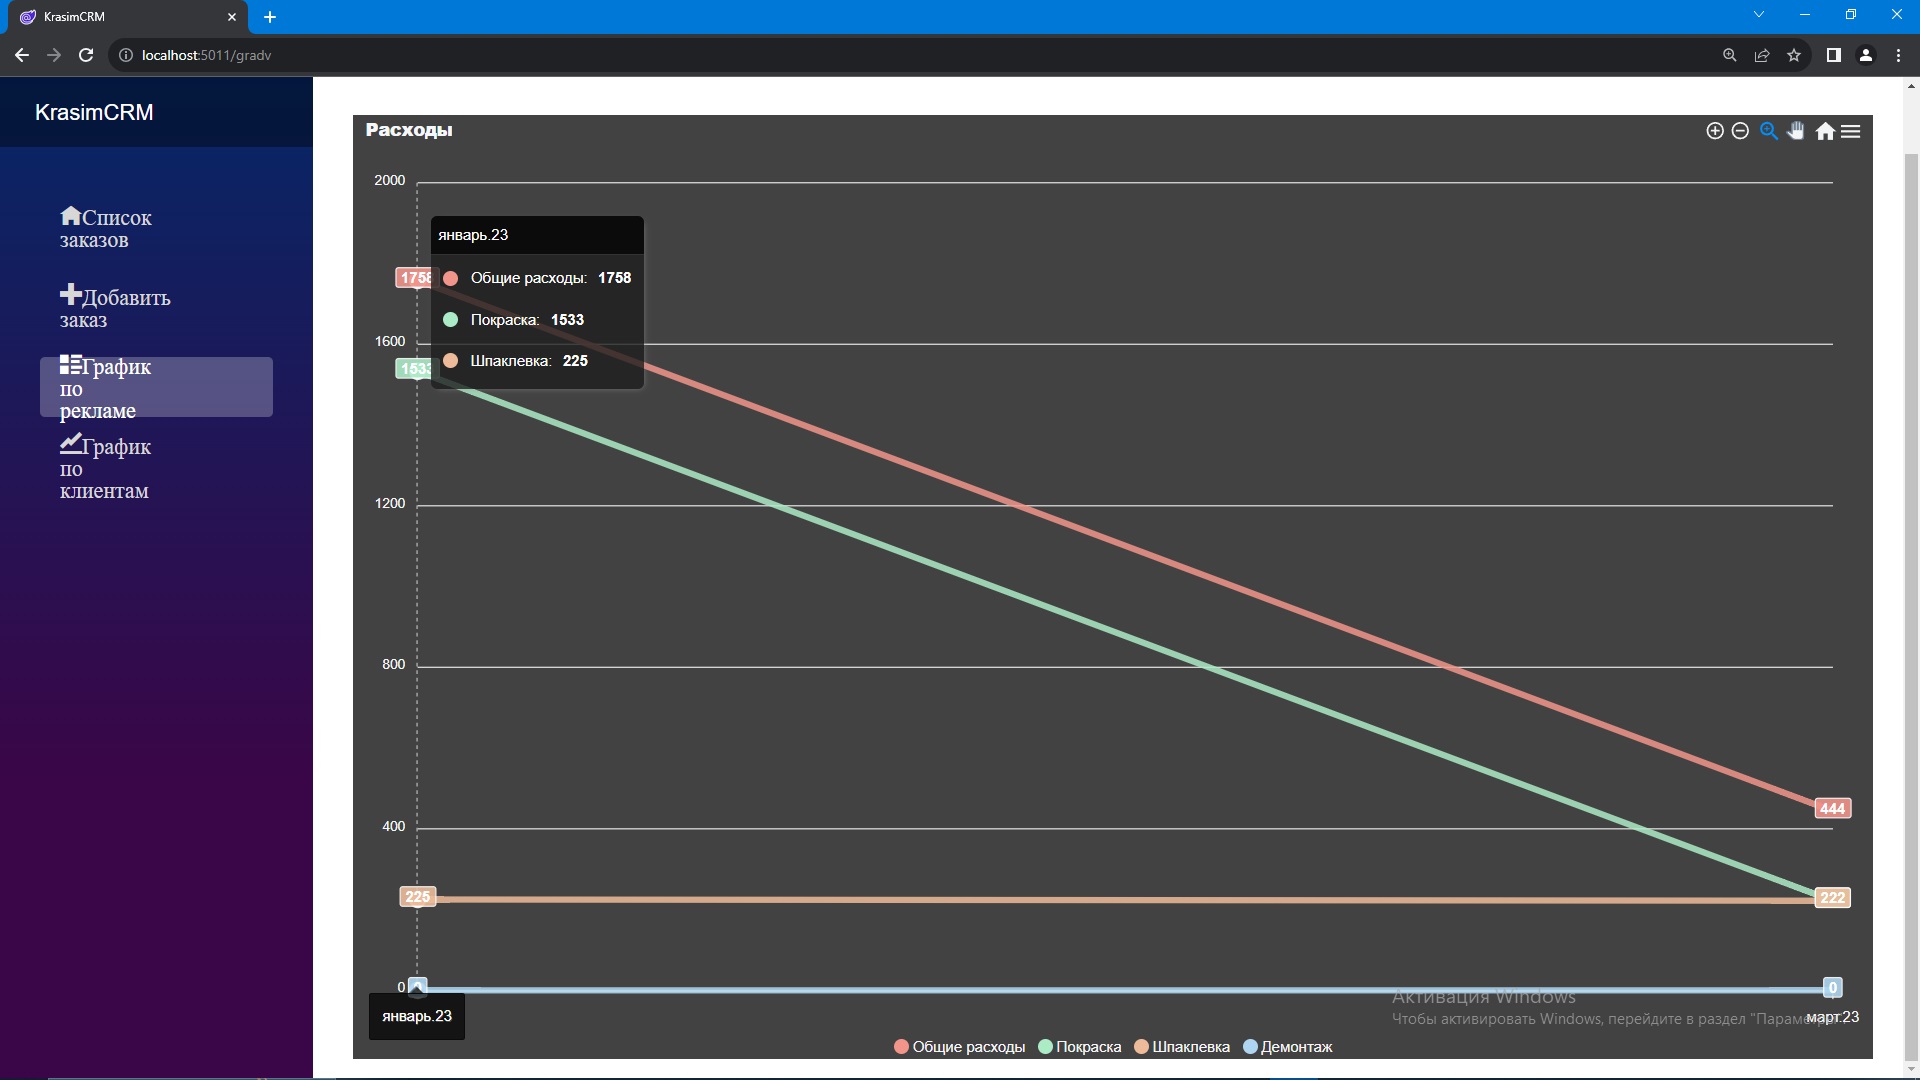 KrasimCRM
localhost:5011/gradv
KrasimCRM
Список
заказов
Добавить
заказ
График
по
рекламе
График
по
клиентам
Расходы
2000
1600
1200
800
400
0
январь.23
Общие расходы: 1758
Покраска: 1533
Шпаклевка: 225
1758
1533
225
444
222
0
январь.23
март.23
Активация Windows
Чтобы активировать Windows, перейдите в раздел
Общие расходы Покраска Шпаклевка Демонтаж